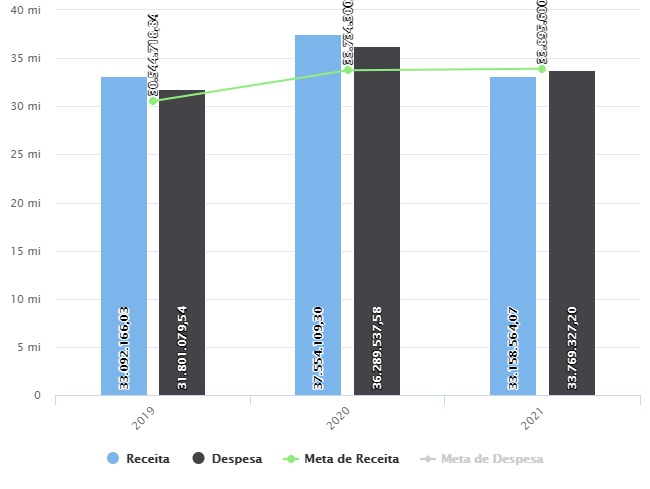 40 mi
35 mi
30 mi
25 mi
20 mi
15 mi
10 mi
5 mi
0
30.544.718,84
33.734.300
33.895.600
33.092.166,03
31.801.079,54
37.554.109,30
36.289.537,58
33.158.564,07
33.769.327,20
2019
2020
2021
Receita
Despesa
Meta de Receita
Meta de Despesa